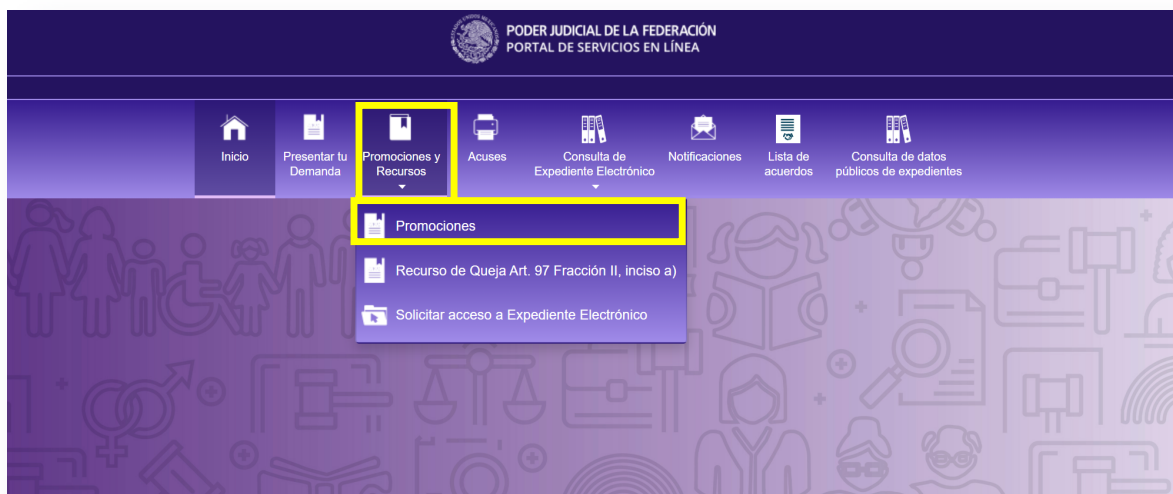 PODER JUDICIAL DE LA FEDERACIÓN
PORTAL DE SERVICIOS EN LÍNEA
Inicio
Presentar tu
Demanda
Promociones y
Recursos
Acuses
Consulta de
Expediente Electrónico
Notificaciones
Lista de
acuerdos
Consulta de datos
públicos de expedientes
Promociones
Recurso de Queja Art. 97 Fracción II, inciso a)
Solicitar acceso a Expediente Electrónico